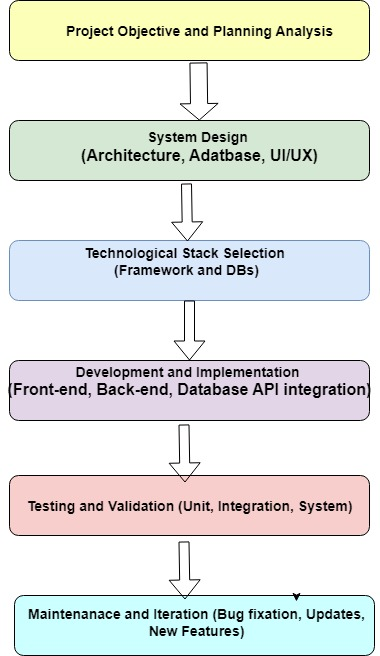 Project Objective and Planning Analysis
System Design
(Architecture, Adatbase, UI/UX)
Technological Stack Selection
(Framework and DBs)
Development and Implementation
(Front-end, Back-end, Database API integration)
Testing and Validation (Unit, Integration, System)
Maintenanace and Iteration (Bug fixation, Updates,
New Features)